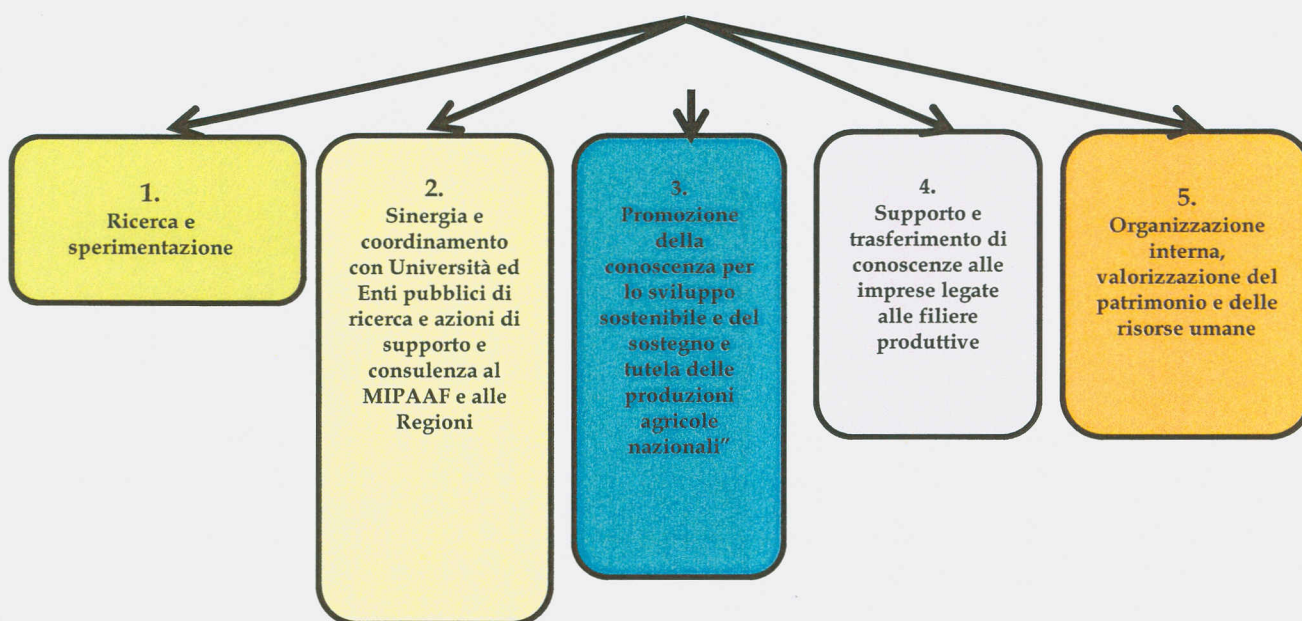 1.
Ricerca e
sperimentazione
2.
Sinergia e
coordinamento
con Università ed
Enti pubblici di
ricerca e azioni di
supporto e
consulenza al
MIPAAF e alle
Regioni
3.
Promozione
della
conoscenza per
lo sviluppo
sostenibile e del
sostegno e
tutela delle
produzioni
agricole
nazionali”
4.
Supporto e
trasferimento di
conoscenze alle
imprese legate
alle filiere
produttive
5.
Organizzazione
interna,
valorizzazione del
patrimonio e delle
risorse umane